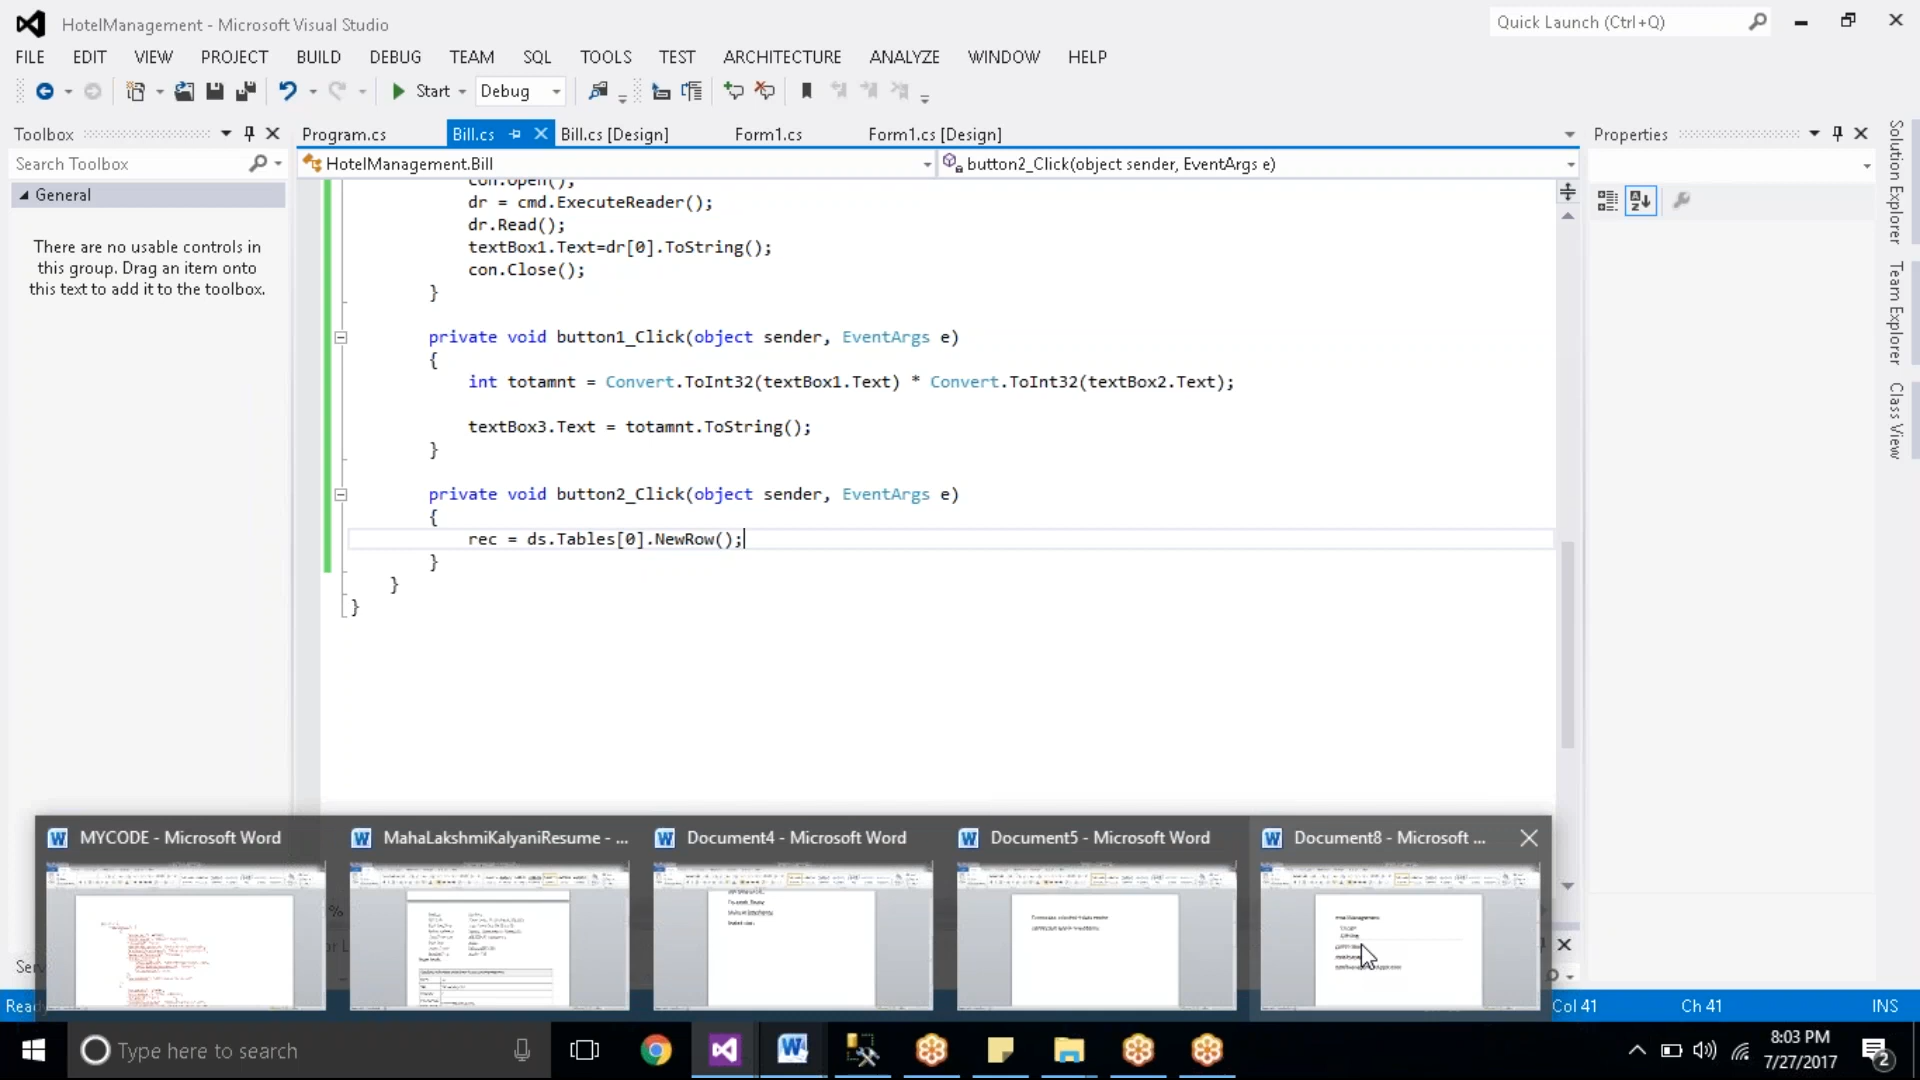 HotelManagement - Microsoft Visual Studio
Quick Launch (Ctrl+Q)
FILE EDIT VIEW PROJECT BUILD DEBUG TEAM SQL TOOLS TEST ARCHITECTURE ANALYZE WINDOW HELP
Start Debug
Toolbox
Program.cs Bill.cs Bill.cs [Design] Form1.cs Form1.cs [Design]
Properties
Search Toolbox
HotelManagement.Bill
button2_Click(object sender, EventArgs e)
General
There are no usable controls in
this group. Drag an item onto
this text to add it to the toolbox.
con.Open();
dr = cmd.ExecuteReader();
dr.Read();
textBox1.Text=dr[0].ToString();
con.Close();
}
private void button1_Click(object sender, EventArgs e)
{
int totamnt = Convert.ToInt32(textBox1.Text) * Convert.ToInt32(textBox2.Text);
textBox3.Text = totamnt.ToString();
}
private void button2_Click(object sender, EventArgs e)
{
rec = ds.Tables[0].NewRow();
}
}
}
Solution Explorer
Team Explorer
Class View
MYCODE - Microsoft Word
MahaLakshmiKalyaniResume - ...
Document4 - Microsoft Word
Document5 - Microsoft Word
Document8 - Microsoft ...
Col 41 Ch 41 INS
Type here to search
8:03 PM
7/27/2017
2